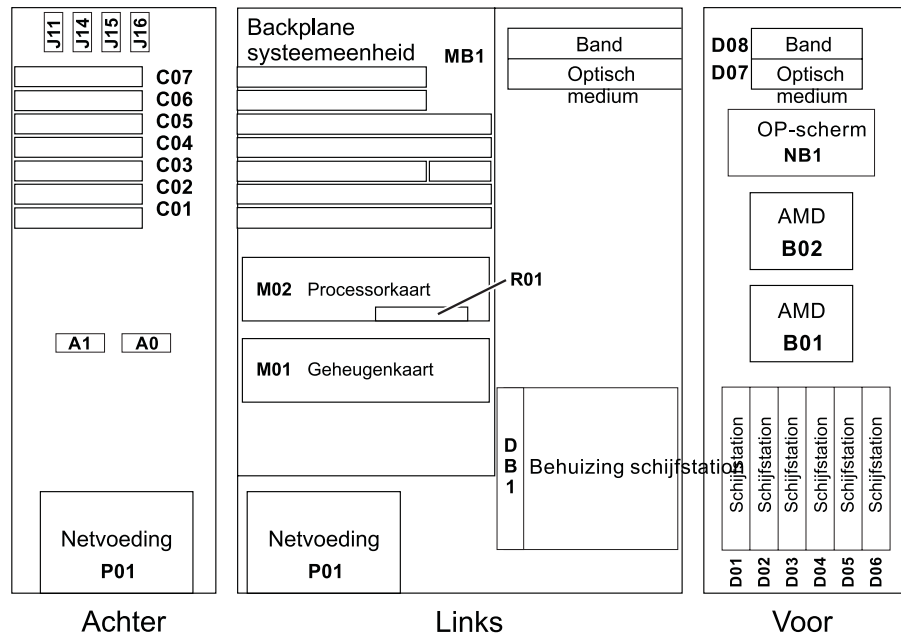 J11
J14
J15
J16
C07
C06
C05
C04
C03
C02
C01
A1
A0
Netvoeding
P01
Achter
Backplane
systeemeenheid
MB1
Band
Optisch
medium
M02 Processorkaart
R01
M01 Geheugenkaart
D
B
1
Behuizing schijfstation
Netvoeding
P01
Links
D08
Band
D07
Optisch
medium
OP-scherm
NB1
AMD
B02
AMD
B01
Schijfstation
Schijfstation
Schijfstation
Schijfstation
Schijfstation
Schijfstation
D01
D02
D03
D04
D05
D06
Voor